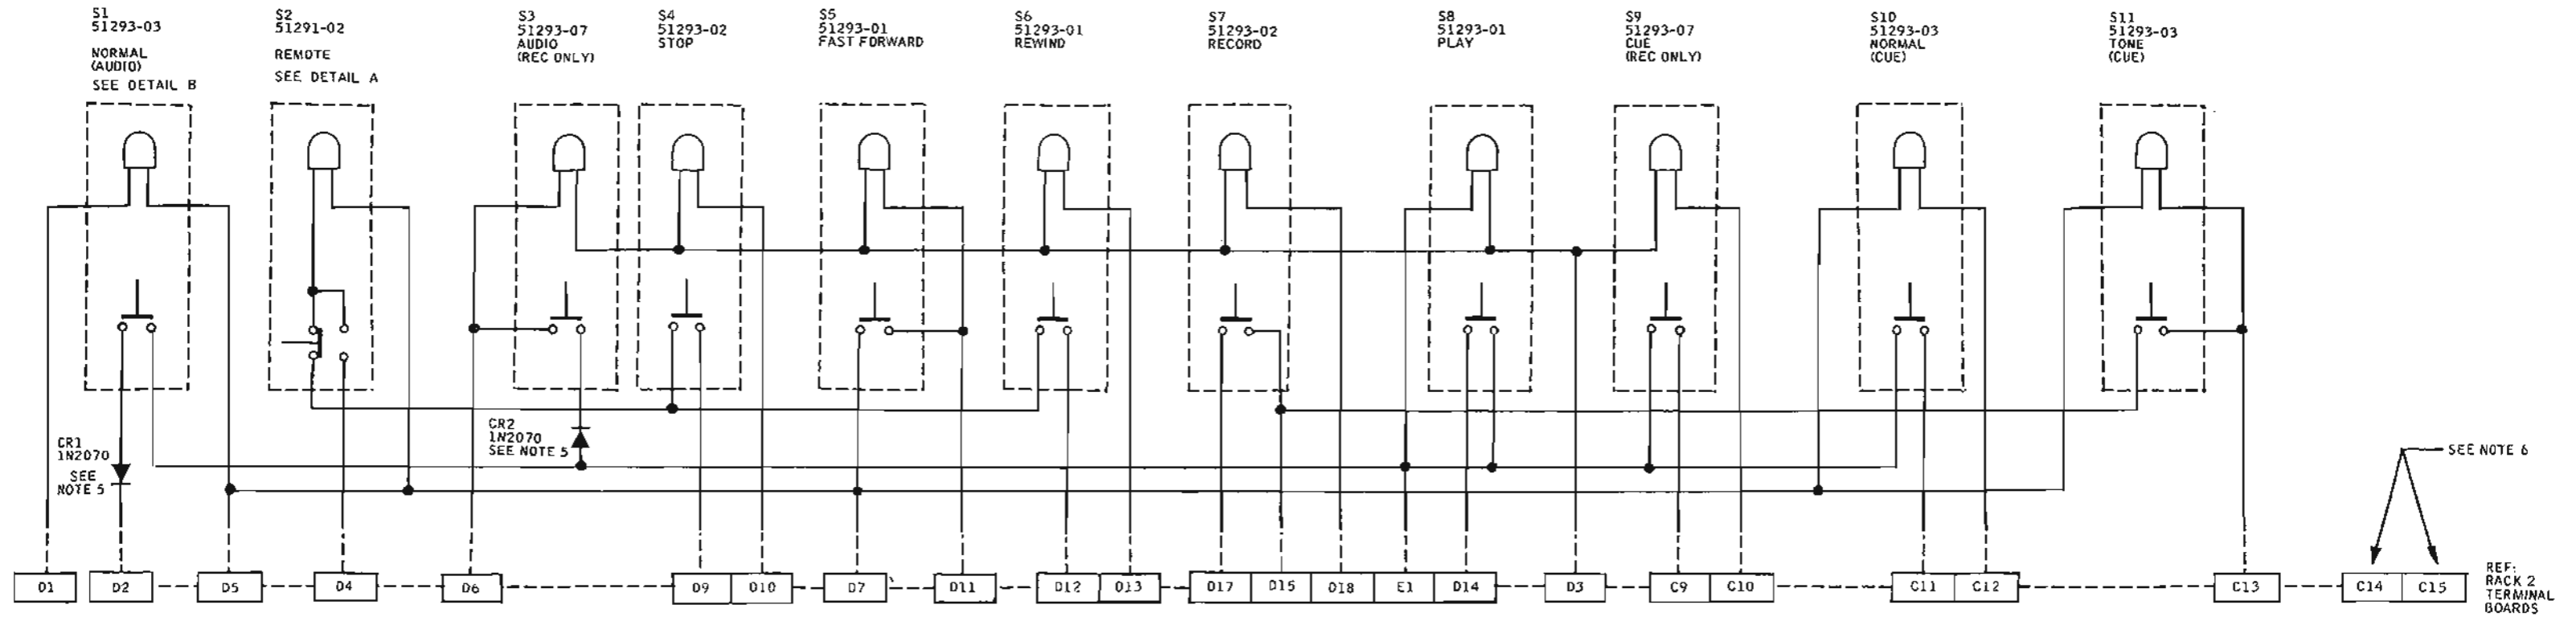 S1
51293-03
NORMAL
(AUDIO)
SEE DETAIL B
S2
51291-02
REMOTE
SEE DETAIL A
S3
51293-07
AUDIO
(REC ONLY)
S4
51293-02
STOP
S5
51293-01
FAST FORWARD
S6
51293-01
REWIND
S7
51293-02
RECORD
S8
51293-01
PLAY
S9
51293-07
CUE
(REC ONLY)
S10
51293-03
NORMAL
(CUE)
S11
51293-03
TONE
(CUE)
CR1
1N2070
SEE
NOTE 5
CR2
1N2070
SEE NOTE 5
SEE NOTE 6
D1
D2
D5
D4
D6
D9
D10
D7
D11
D12
D13
D17
D15
D18
E1
D14
D3
C9
C10
C11
C12
C13
C14
C15
REF:
RACK 2
TERMINAL
BOARDS